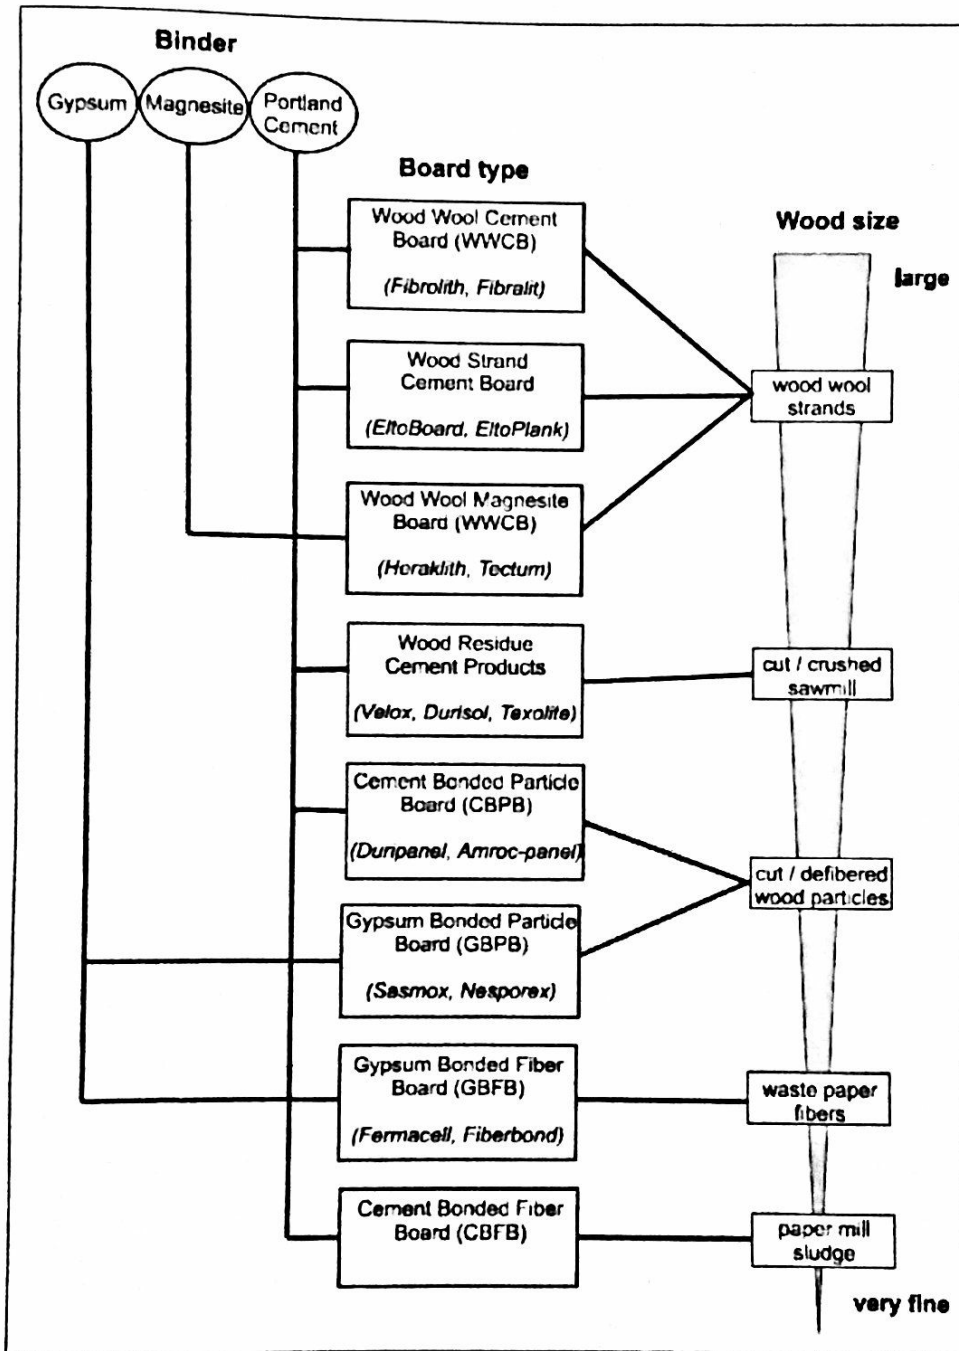 Binder
Gypsum
Magnesite
Portland
Cement
Board type
Wood Wool Cement
Board (WWCB)
(Fibrolith, Fibralit)
Wood Strand
Cement Board
(EltoBoard, EltoPlank)
Wood Wool Magnesite
Board (WWCB)
(Heraklith, Tectum)
Wood Residue
Cement Products
(Velox, Durisol, Texolite)
Cement Bonded Particle
Board (CBPB)
(Duripanel, Amroc-panel)
Gypsum Bonded Particle
Board (GBPB)
(Sasmox, Nesporex)
Gypsum Bonded Fiber
Board (GBFB)
(Fermacell, Fiberbond)
Cement Bonded Fiber
Board (CBFB)
Wood size
large
wood wool
strands
cut / crushed
sawmill
cut / defibered
wood particles
waste paper
fibers
paper mill
sludge
very fine